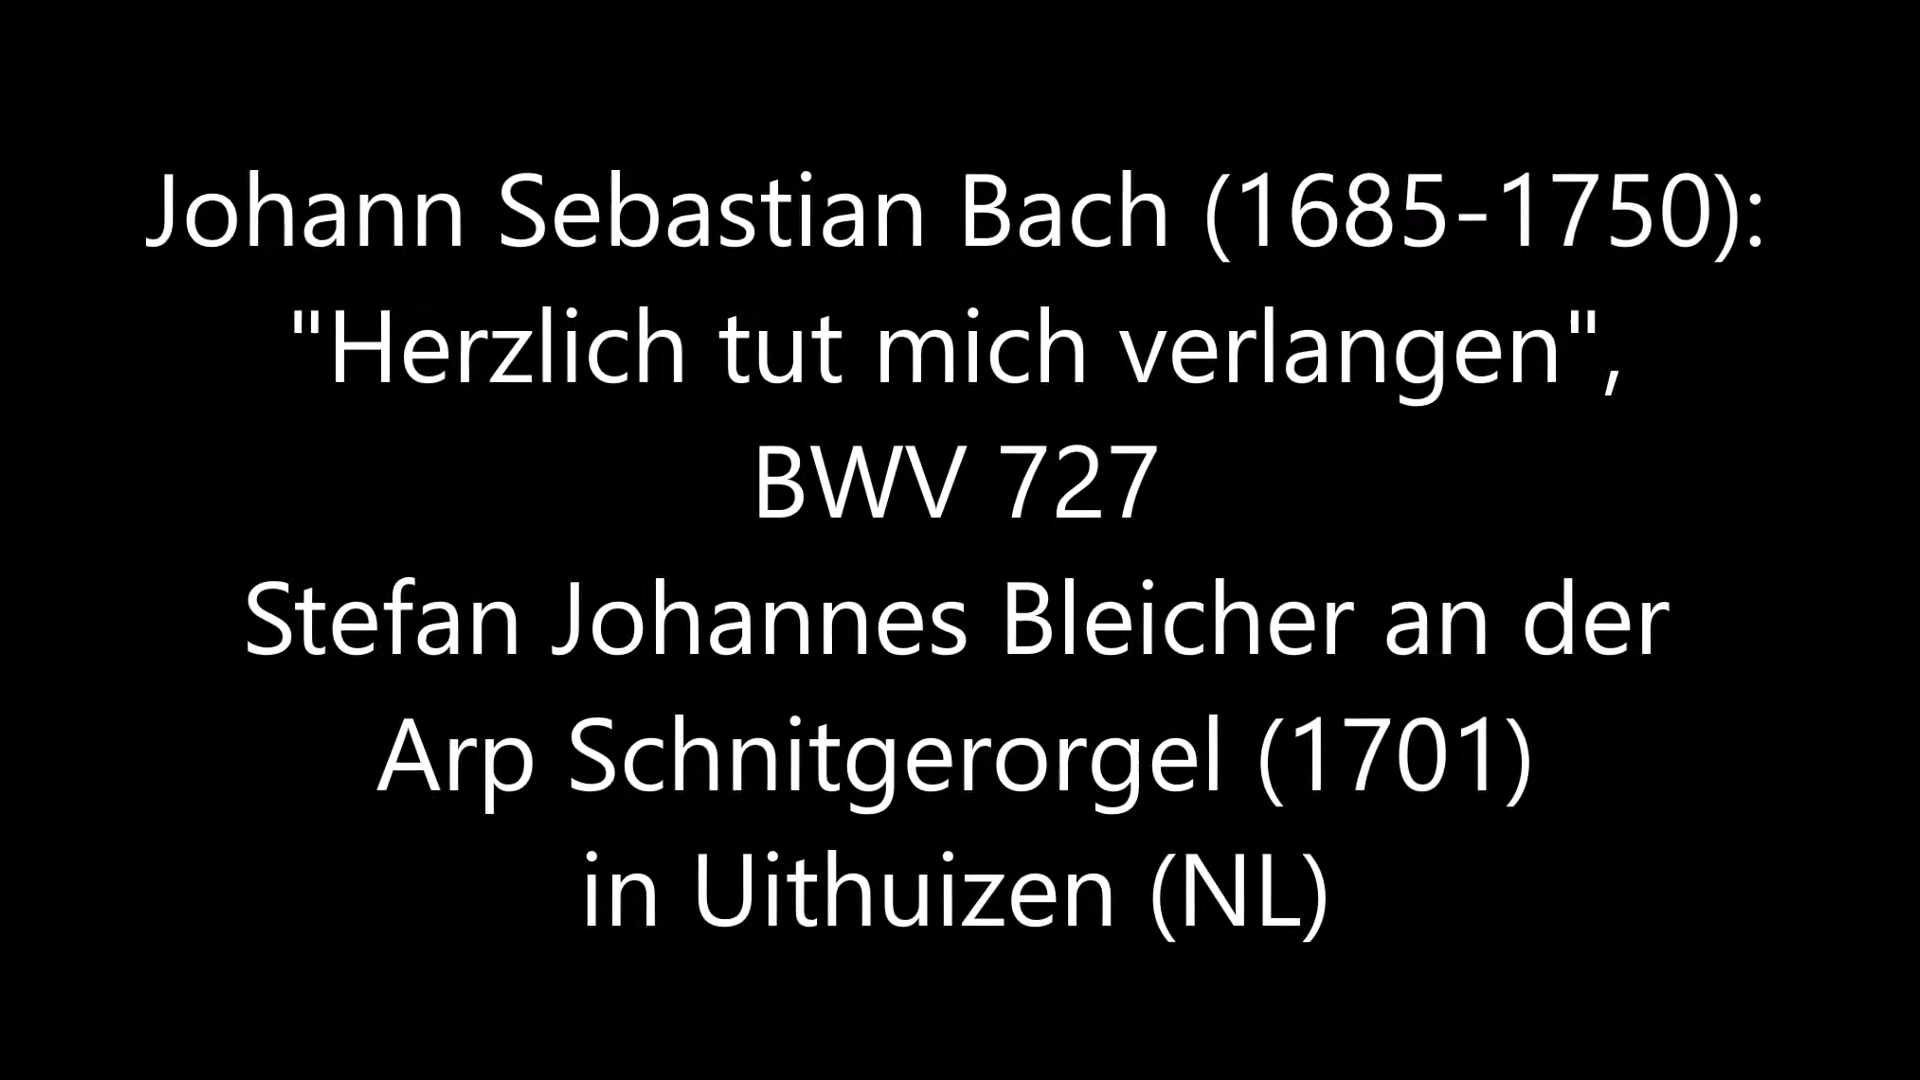 Johann Sebastian Bach (1685-1750):
"Herzlich tut mich verlangen",
BWV 727
Stefan Johannes Bleicher an der
Arp Schnitgerorgel (1701)
in Uithuizen (NL)